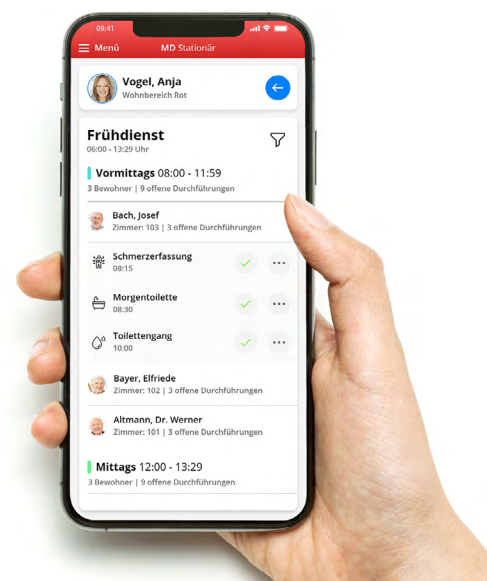 09:41
Menü
MD Stationär
Vogel, Anja
Wohnbereich Rot
Frühdienst
06:00 - 13:29 Uhr
Vormittags 08:00 - 11:59
3 Bewohner | 9 offene Durchführungen
Bach, Josef
Zimmer: 103 | 3 offene Durchführungen
Schmerzerfassung
08:15
Morgentoilette
08:30
Toilettengang
10:00
Bayer, Elfriede
Zimmer: 102 | 3 offene Durchführungen
Altmann, Dr. Werner
Zimmer: 101 | 3 offene Durchführungen
Mittags 12:00 - 13:29
3 Bewohner | 9 offene Durchführungen